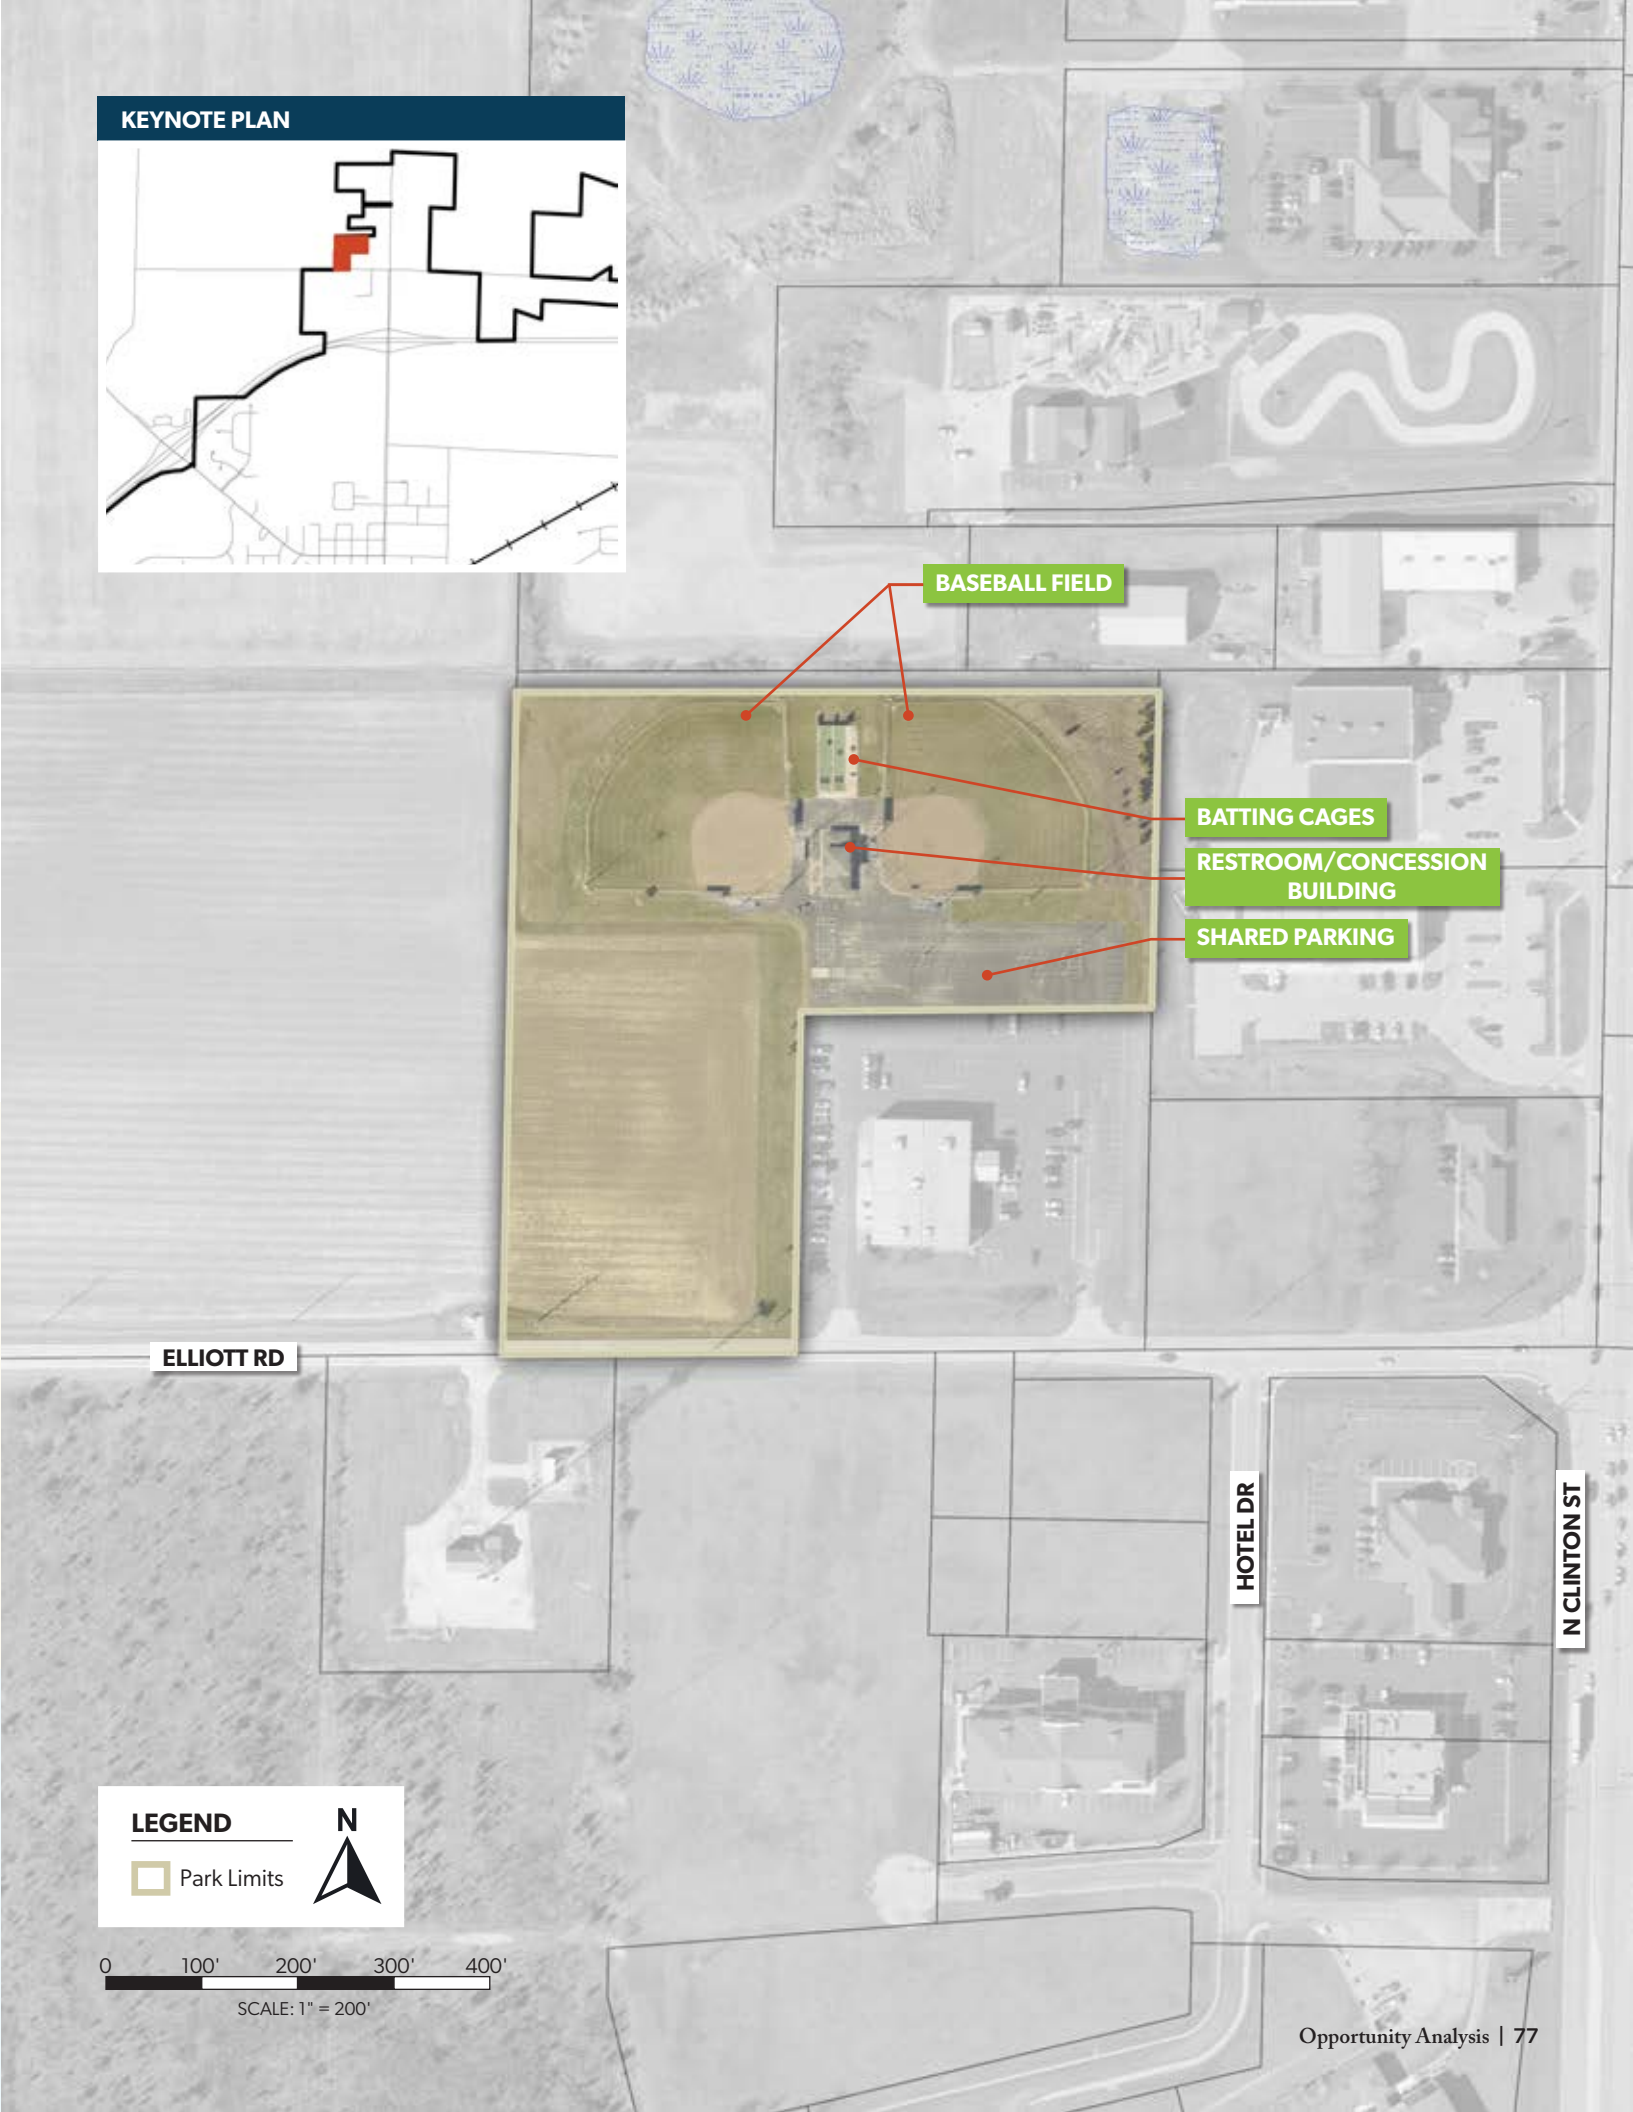 KEYNOTE PLAN
BASEBALL FIELD
BATTING CAGES
RESTROOM/CONCESSION
BUILDING
SHARED PARKING
ELLIOTT RD
HOTEL DR
N CLINTON ST
LEGEND
N
Park Limits
0 100' 200' 300' 400'
SCALE: 1" = 200'
Opportunity Analysis | 77